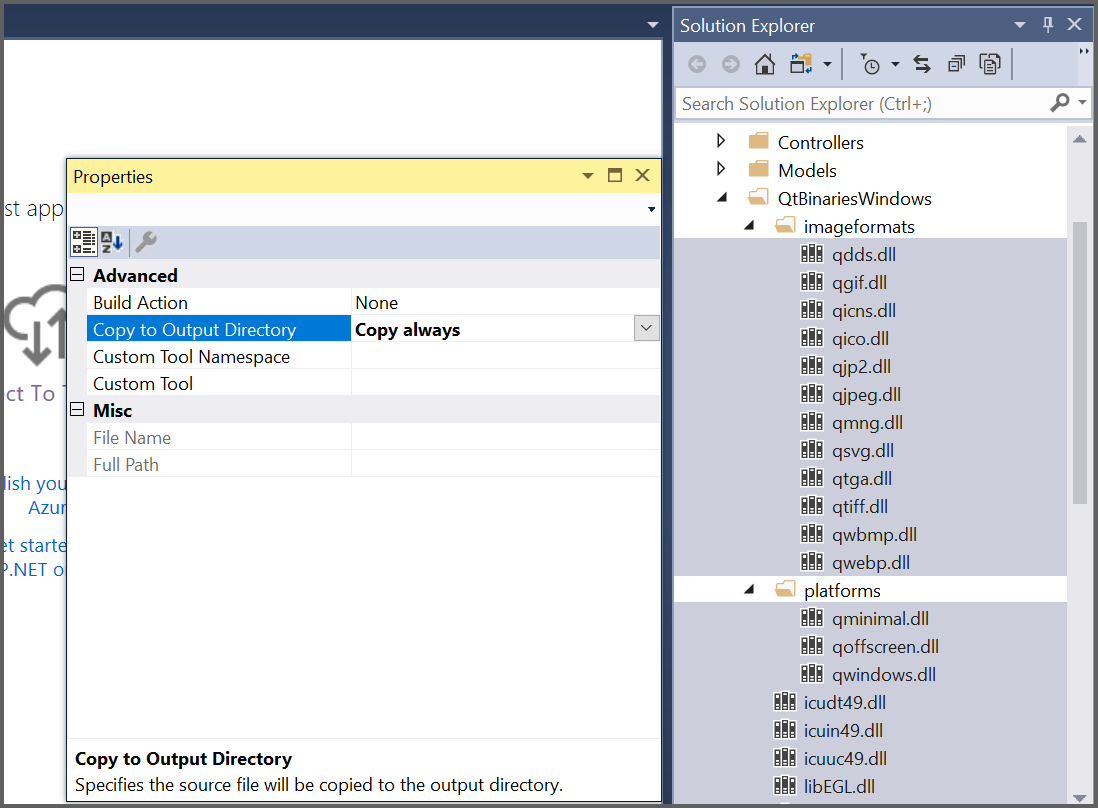 Solution Explorer
Search Solution Explorer (Ctrl+;)
Controllers
Models
QtBinariesWindows
imageformats
qdds.dll
qgif.dll
qicns.dll
qico.dll
qjp2.dll
qjpeg.dll
qmng.dll
qsvg.dll
qtga.dll
qtiff.dll
qwbmp.dll
qwebp.dll
platforms
qminimal.dll
qoffscreen.dll
qwindows.dll
icudt49.dll
icuin49.dll
icuuc49.dll
libEGL.dll
st app
ct To
lish you
Azur
et starte
P.NET o
Properties
Advanced
Build Action None
Copy to Output Directory Copy always
Custom Tool Namespace
Custom Tool
Misc
File Name
Full Path
Copy to Output Directory
Specifies the source file will be copied to the output directory.